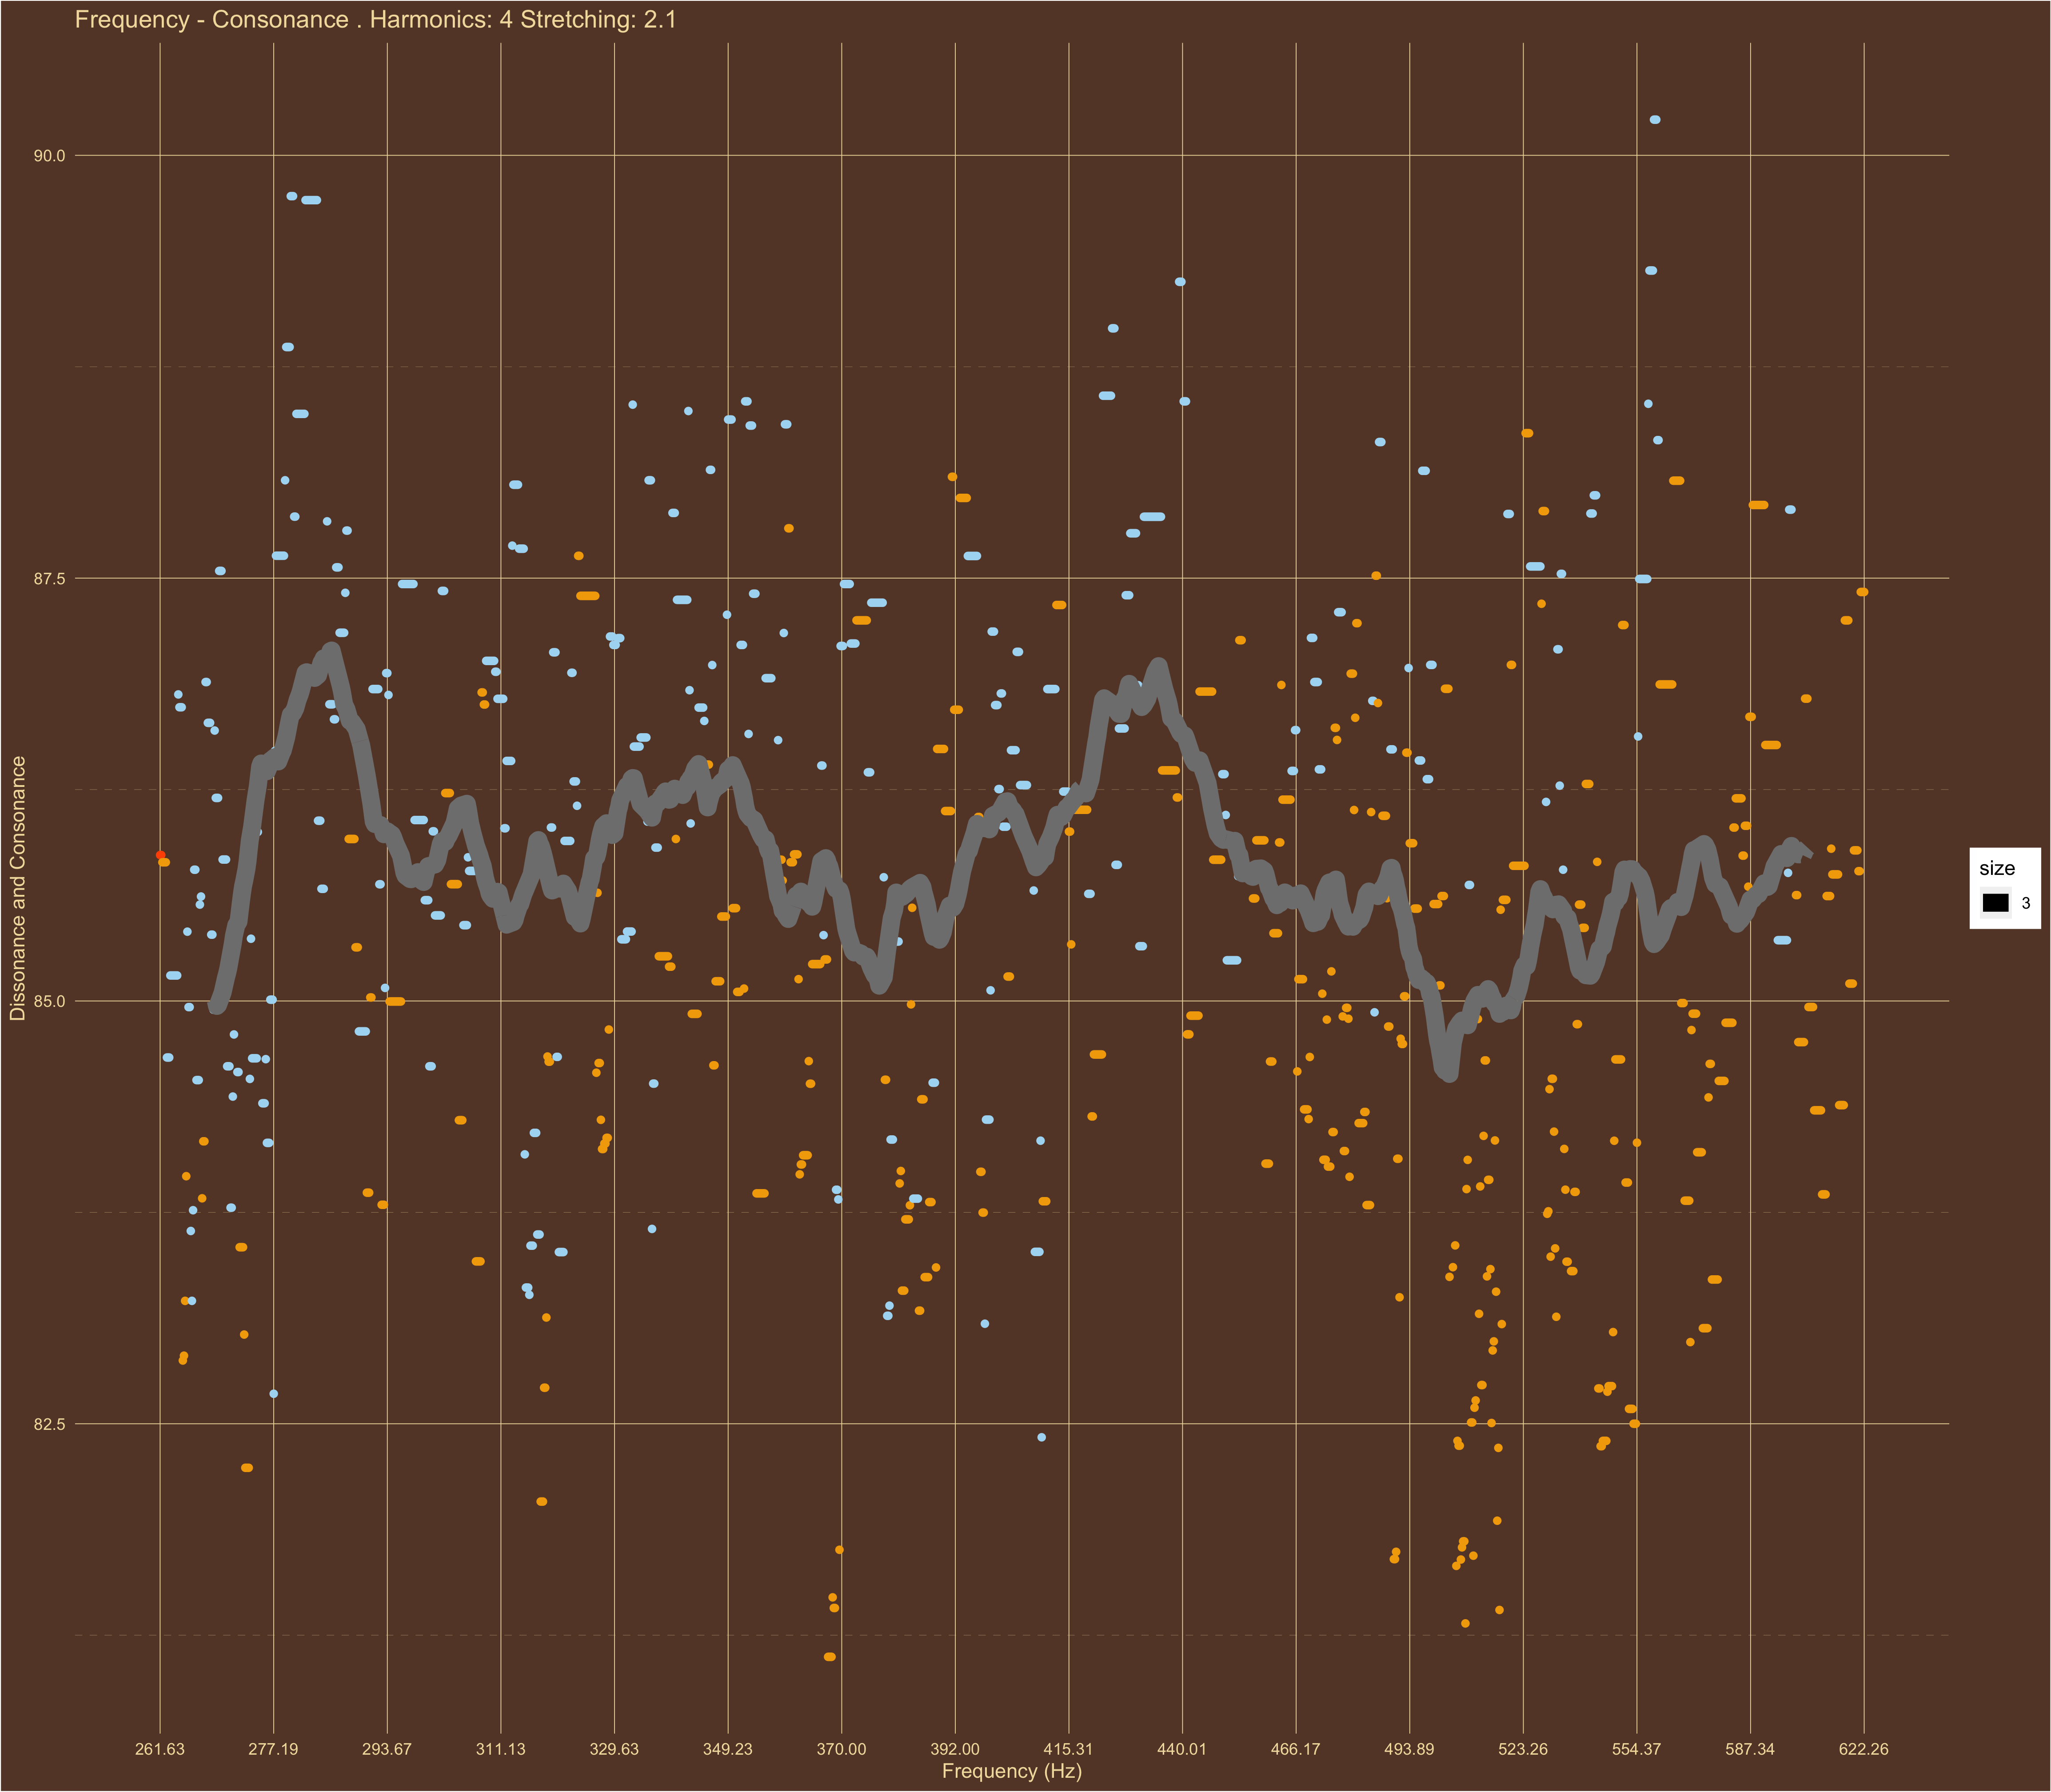 Frequency - Consonance . Harmonics: 4 Stretching: 2.1
90.0
87.5
85.0
82.5
Dissonance and Consonance
261.63 277.19 293.67 311.13 329.63 349.23 370.00 392.00 415.31 440.01 466.17 493.89 523.26 554.37 587.34 622.26
Frequency (Hz)
size
3